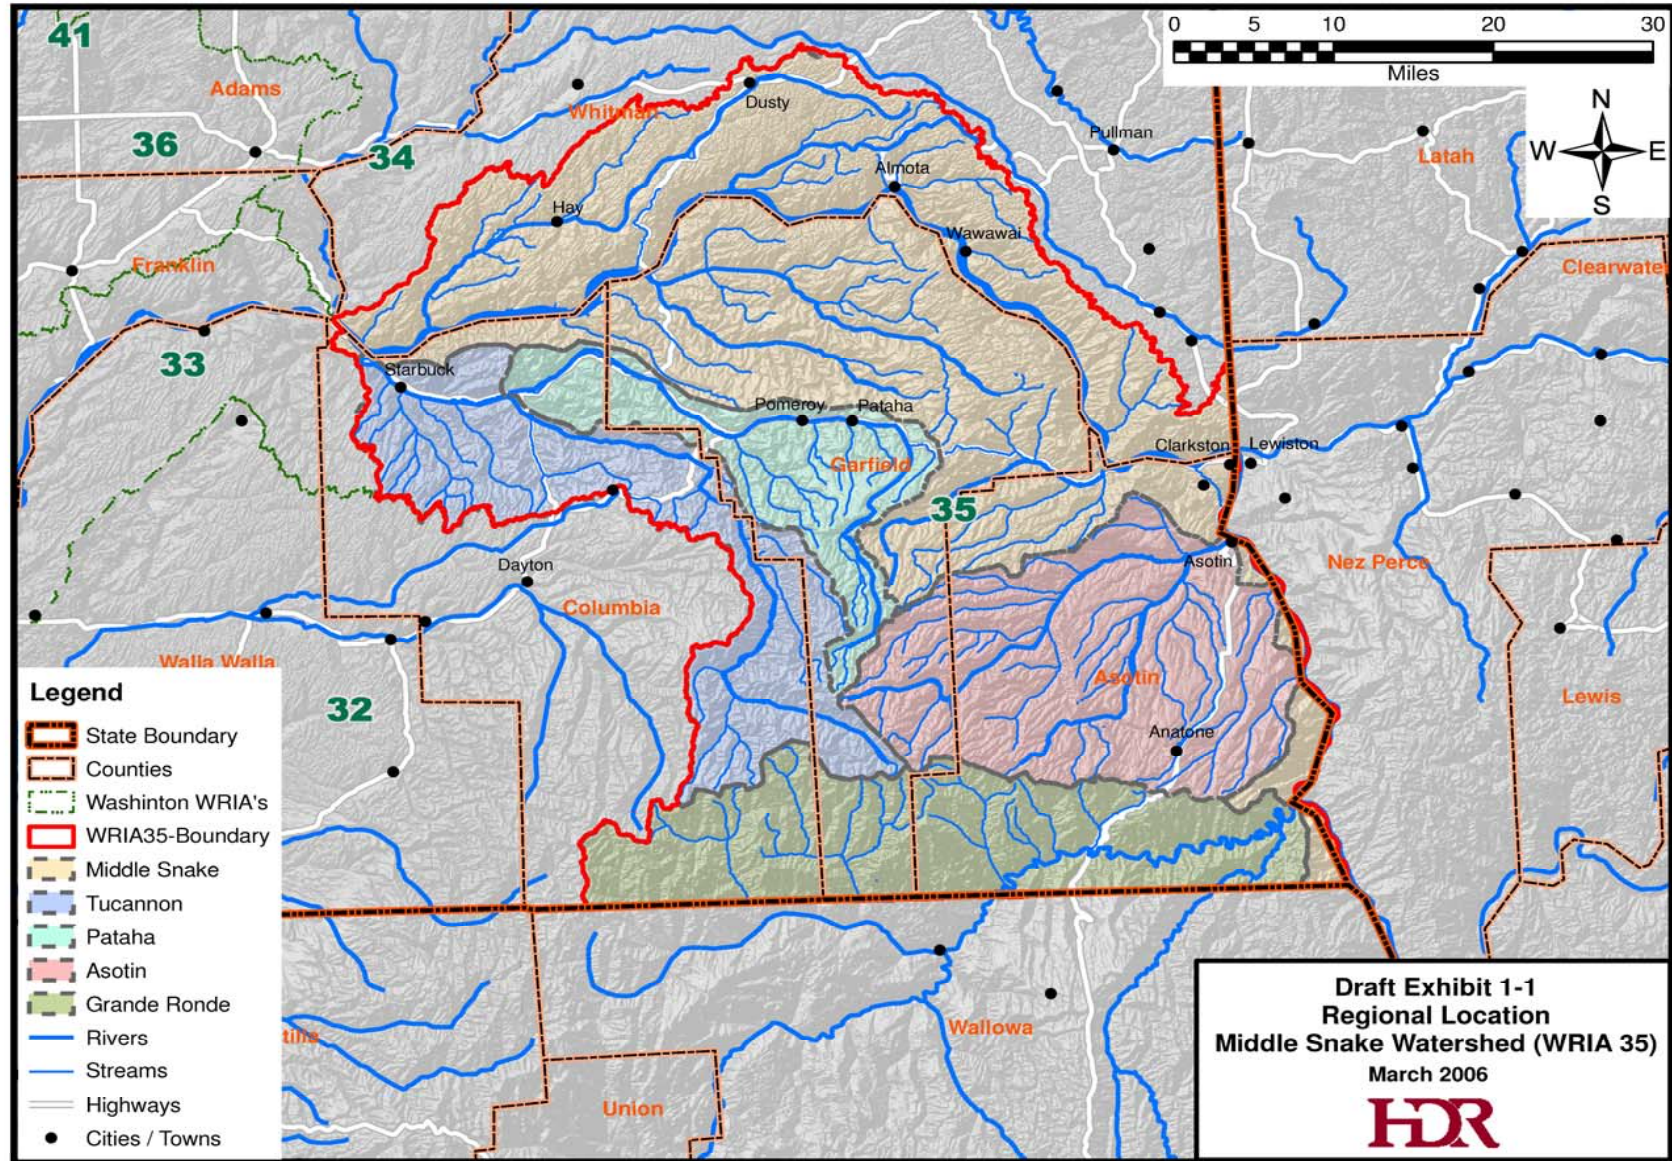 41
0 5 10 20 30
Miles
Adams
Whitman
Dusty
N
36
34
Pullman
Latah
W E
Almota
S
Hay
Wawawai
Franklin
Clearwater
33
Starbuck
Pomeroy Pataha
Clarkston Lewiston
Garfield
35
Asotin
Nez Perce
Dayton
Columbia
Walla Walla
Asotin
Lewis
32
Anatone
Legend
State Boundary
Counties
Washinton WRIA's
WRIA35-Boundary
Middle Snake
Tucannon
Pataha
Asotin
Grande Ronde
Rivers
Streams
Highways
Cities / Towns
Wallowa
Union
Draft Exhibit 1-1
Regional Location
Middle Snake Watershed (WRIA 35)
March 2006
HDR